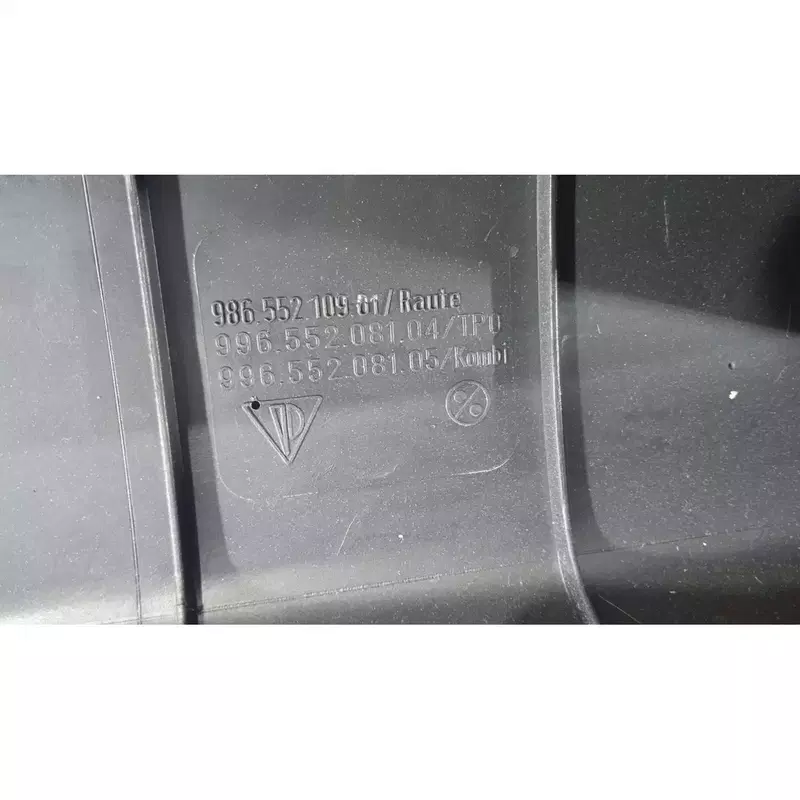 986.552.109.01/Raute
996.552.081.04/TPO
996.552.081.05/Kombi